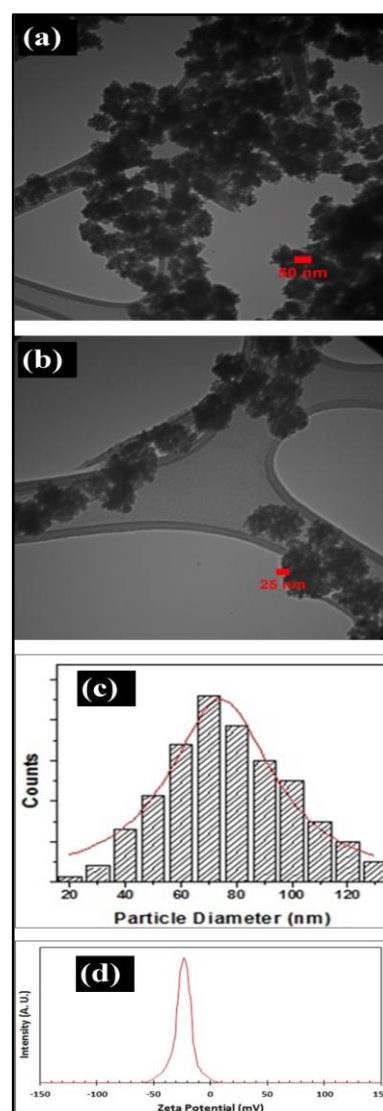 (a)
50 nm
(b)
25 nm
(c)
Counts
20 40 60 80 100 120
Particle Diameter (nm)
(d)
Intensity (A. U.)
-150 -100 -50 0 50 100 150
Zeta Potential (mV)